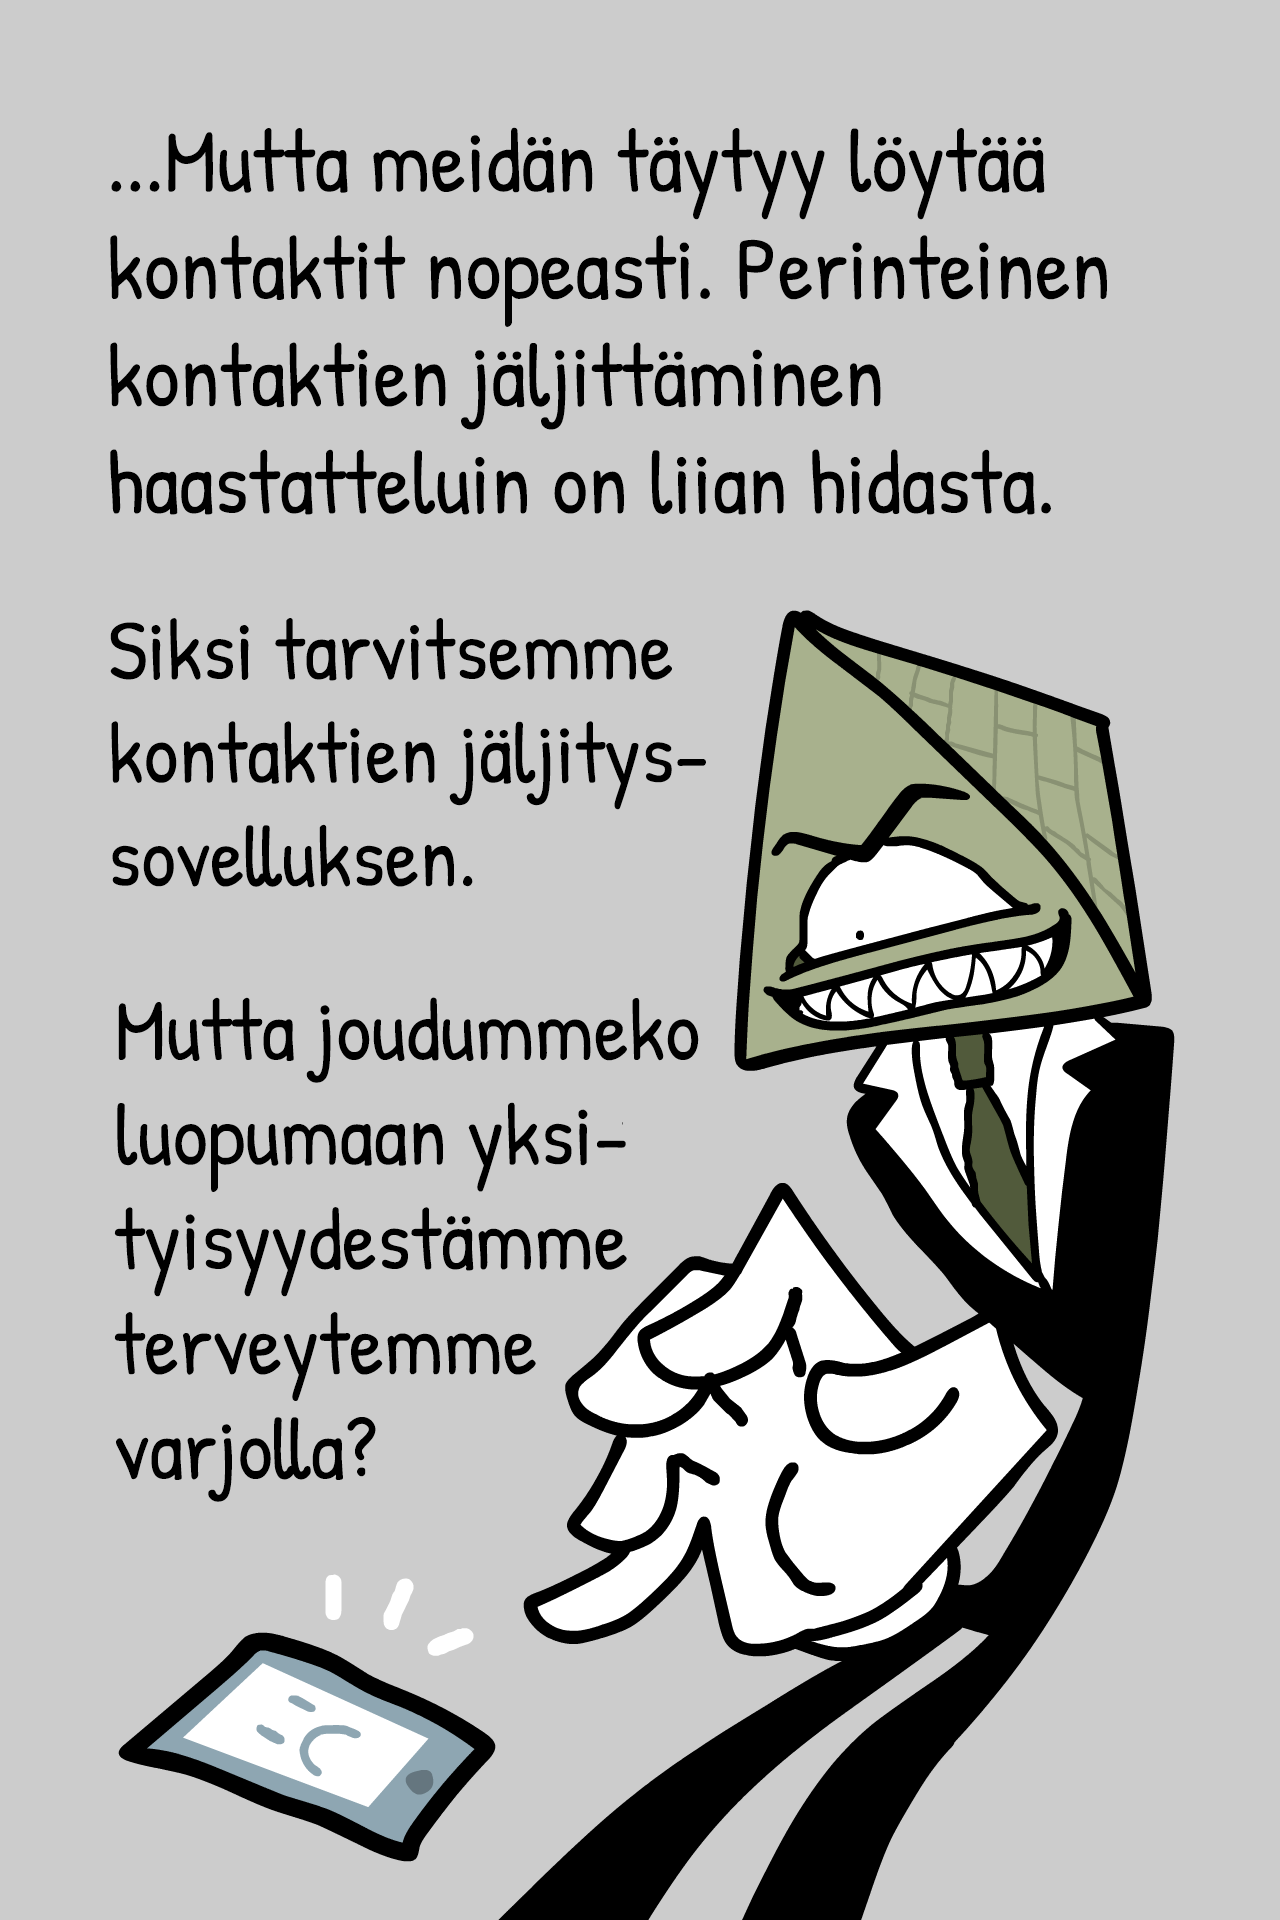 ...Mutta meidän täytyy löytää
kontaktit nopeasti. Perinteinen
kontaktien jäljittäminen
haastatteluin on liian hidasta.
Siksi tarvitsemme
kontaktien jäljitys-
sovelluksen.
Mutta joudummeko
luopumaan yksi-
tyisyydestämme
terveytemme
varjolla?